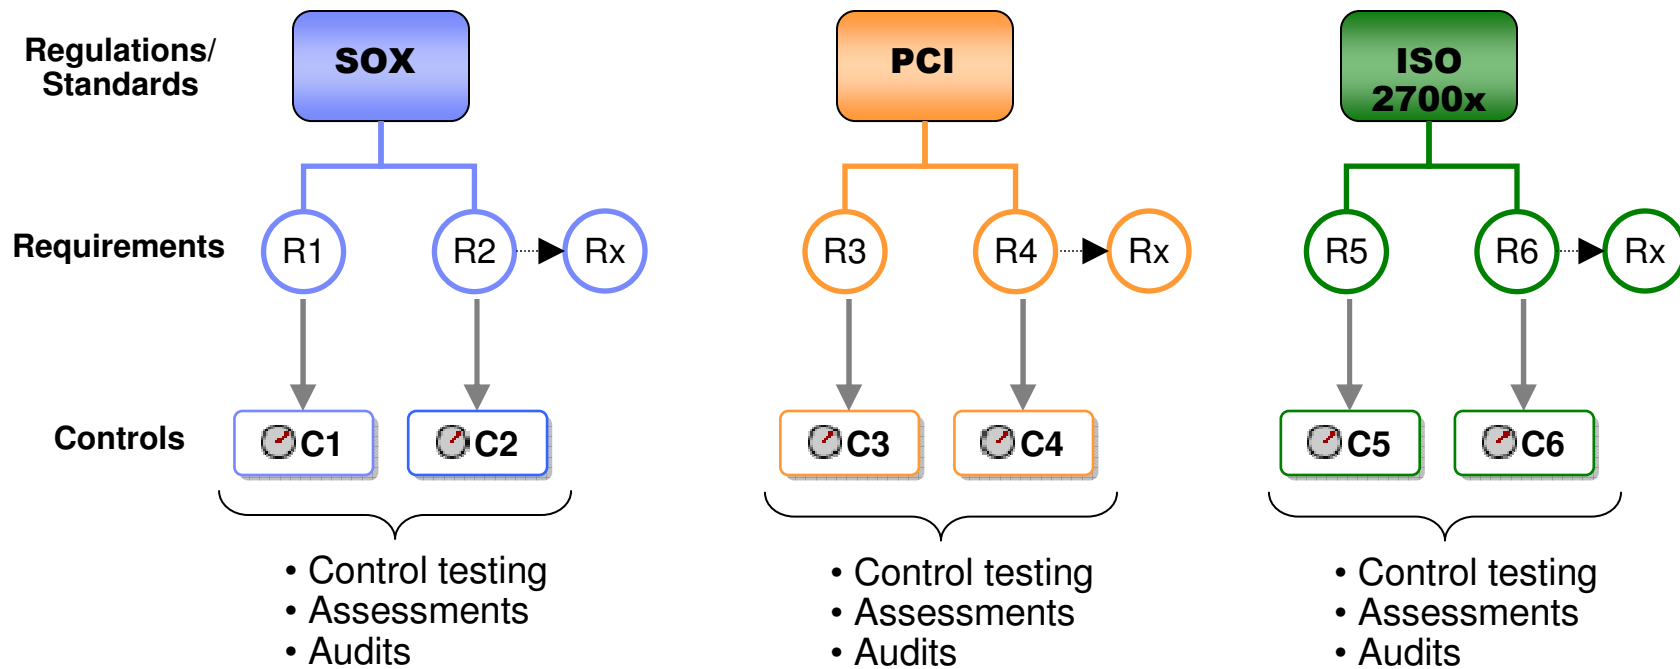 Regulations/
Standards
SOX
PCI
ISO
2700x
Requirements
R1
R2
Rx
R3
R4
Rx
R5
R6
Rx
Controls
C1
C2
C3
C4
C5
C6
• Control testing
• Assessments
• Audits
• Control testing
• Assessments
• Audits
• Control testing
• Assessments
• Audits